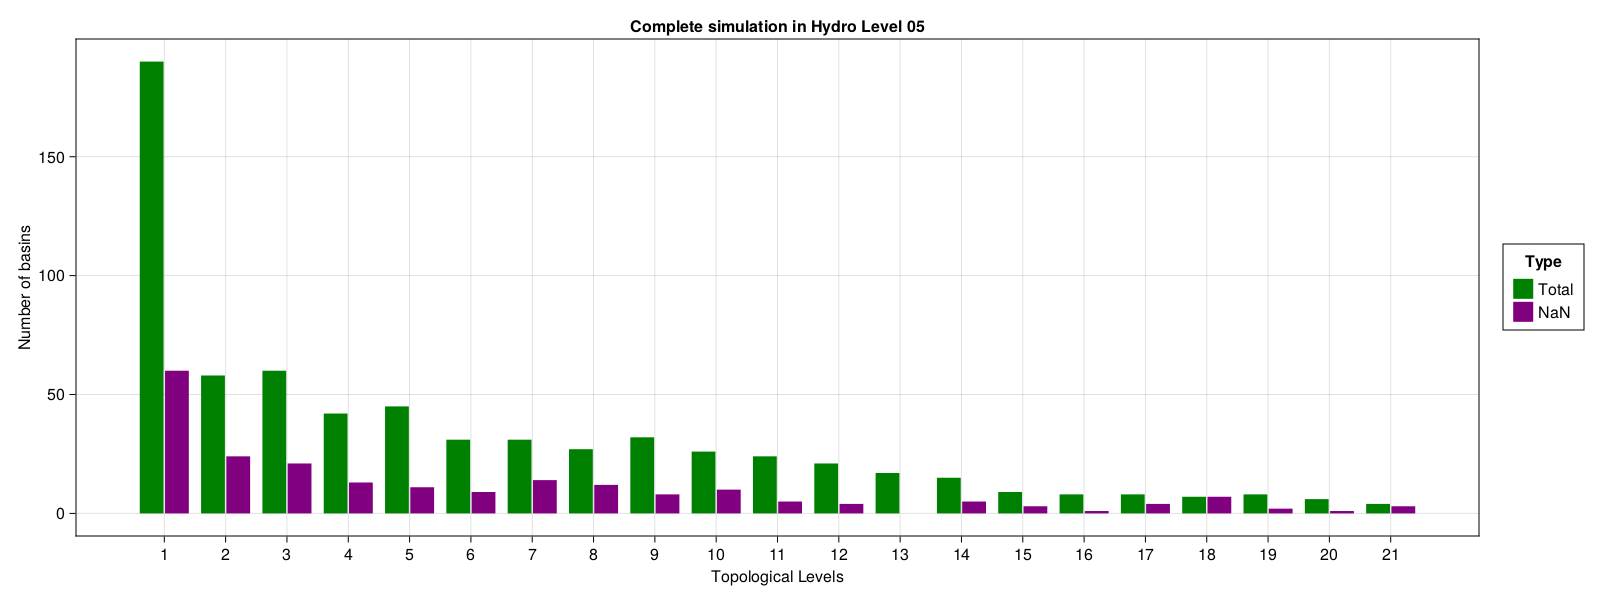 Complete simulation in Hydro Level 05
Number of basins
150
100
50
0
1 2 3 4 5 6 7 8 9 10 11 12 13 14 15 16 17 18 19 20 21
Topological Levels
Type
Total
NaN